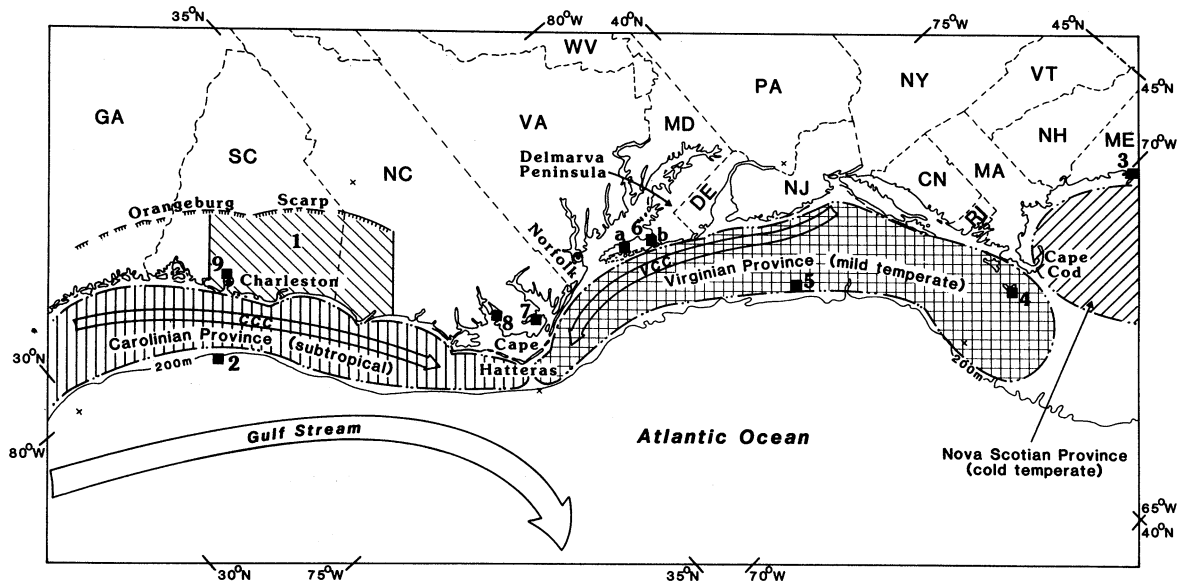 35°N
80°W
40°N
75°W
45°N
WV
PA
NY
VT
45°N
GA
VA
MD
NH
ME
70°W
SC
Delmarva
Peninsula
3
NC
DE
NJ
CN
MA
RI
Orangeburg Scarp
6
1
a
b
Norfolk
Cape
Cod
9
Charleston
VCC
Virginian Province (mild temperate)
5
4
CCC
8
7
Carolinian Province (subtropical)
Cape
Hatteras
30°N
200m
2
200m
80°W
Gulf Stream
Atlantic Ocean
Nova Scotian Province
(cold temperate)
65°W
40°N
30°N
75°W
35°N
70°W